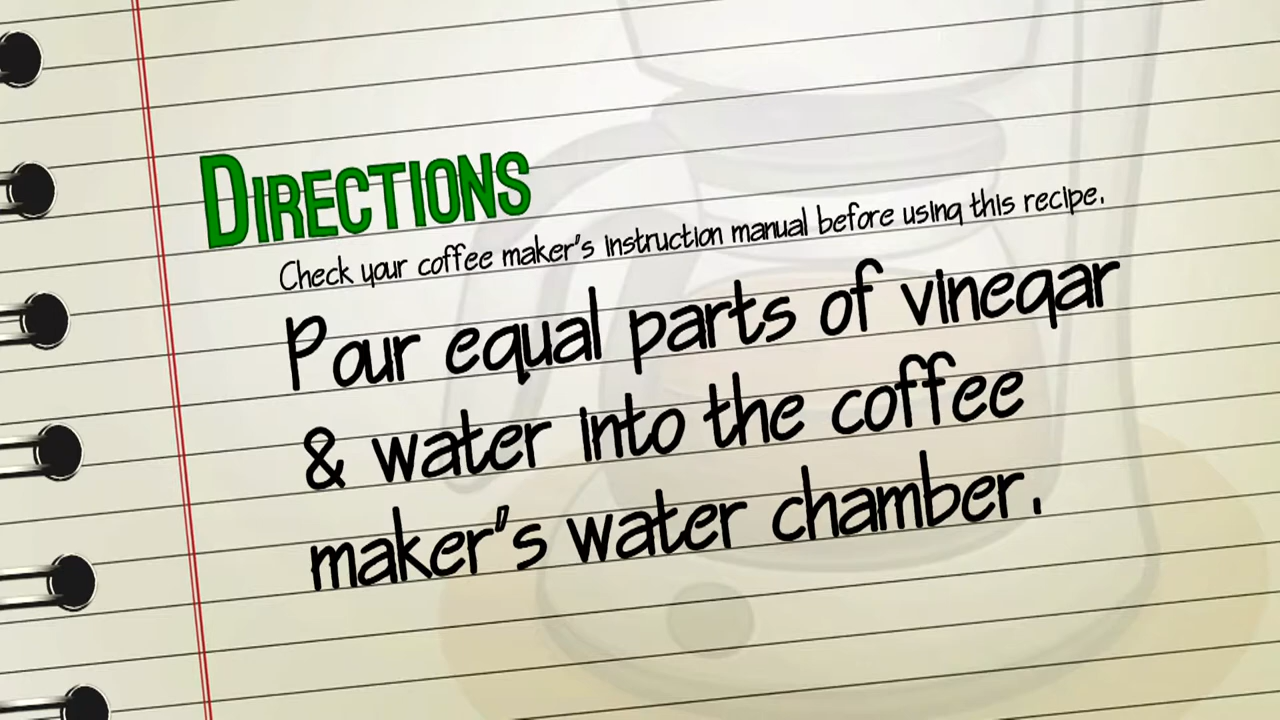 DIRECTIONS
Check your coffee maker's instruction manual before using this recipe.
Pour equal parts of vinegar
& water into the coffee
maker's water chamber.